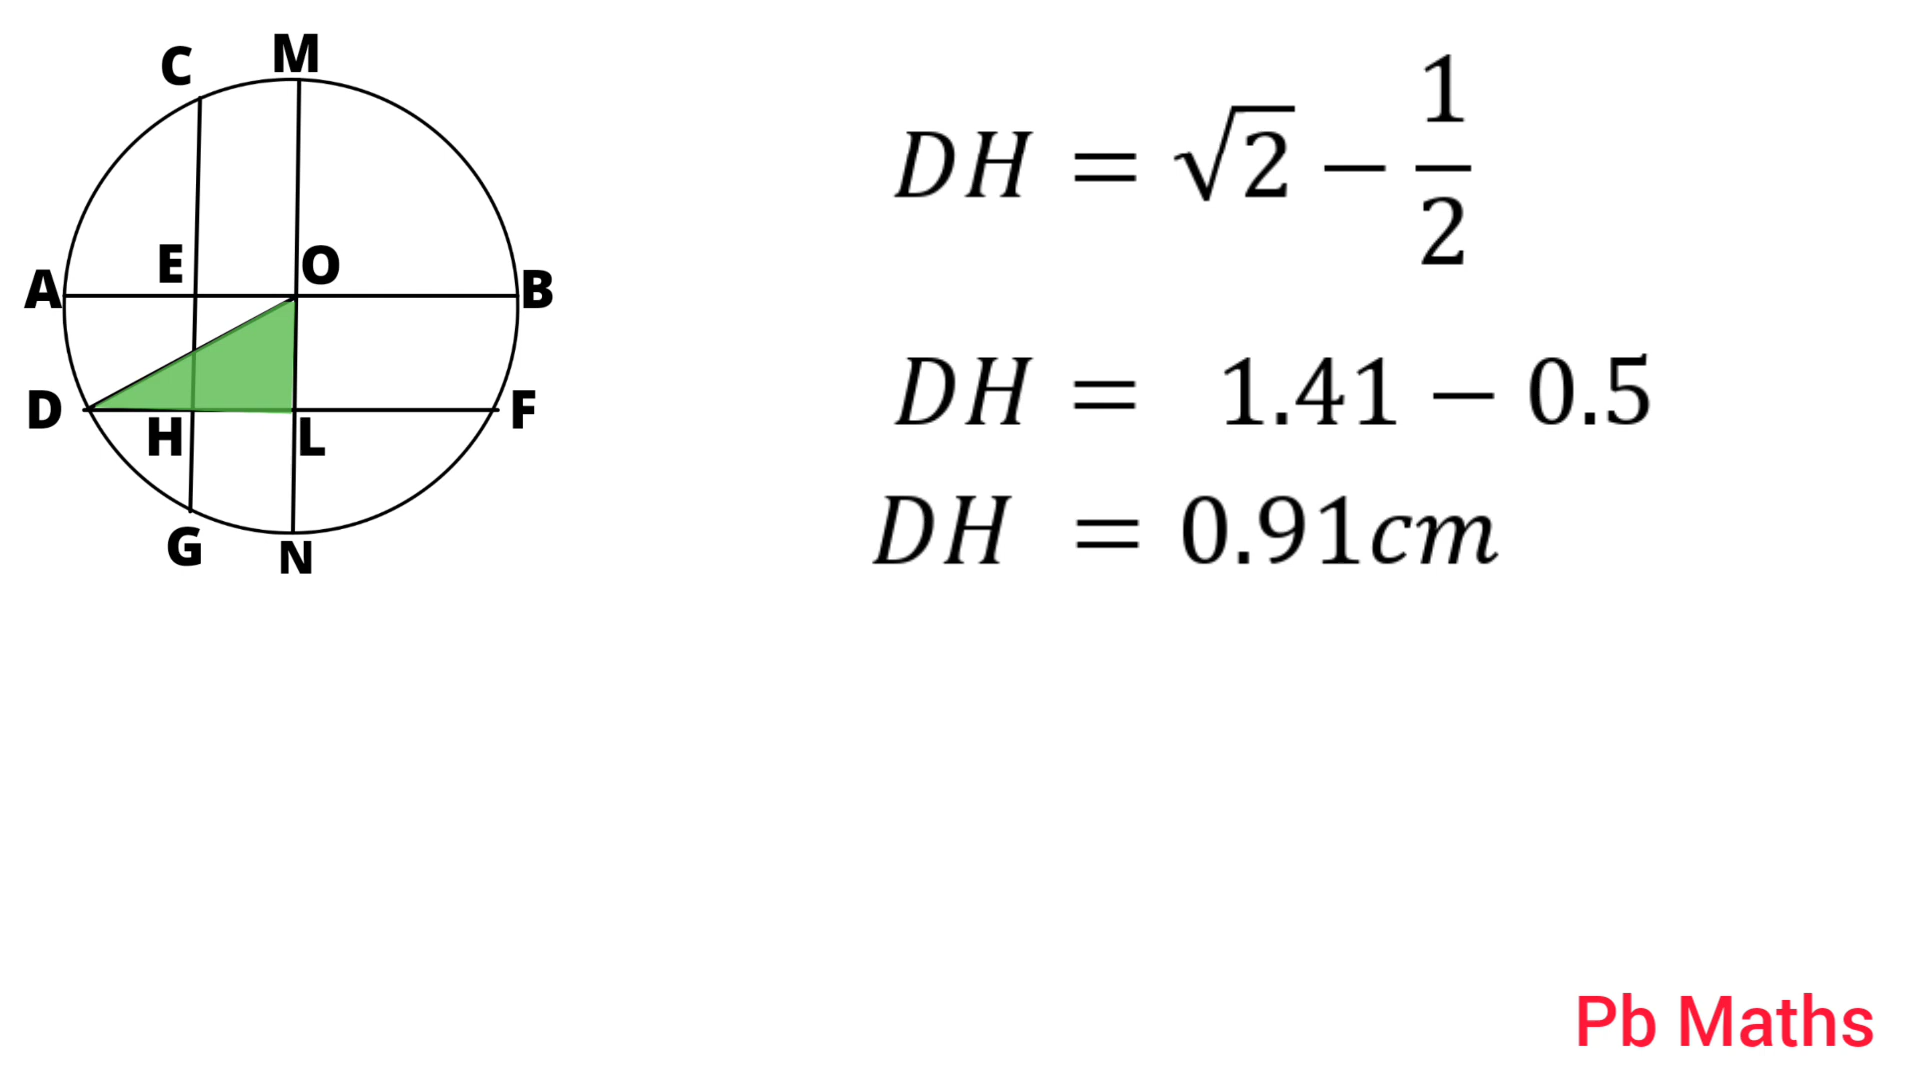 C M
E O
A B
D F
H L
G N
DH = √2 − 1/2
DH = 1.41 − 0.5
DH = 0.91cm
Pb Maths